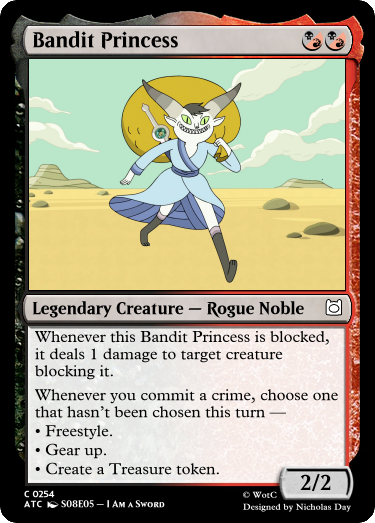 Bandit Princess
Legendary Creature — Rogue Noble
Whenever this Bandit Princess is blocked,
it deals 1 damage to target creature
blocking it.
Whenever you commit a crime, choose one
that hasn't been chosen this turn —
• Freestyle.
• Gear up.
• Create a Treasure token.
2/2
C 0254
ATC S08E05 — I Am a Sword
© WotC
Designed by Nicholas Day